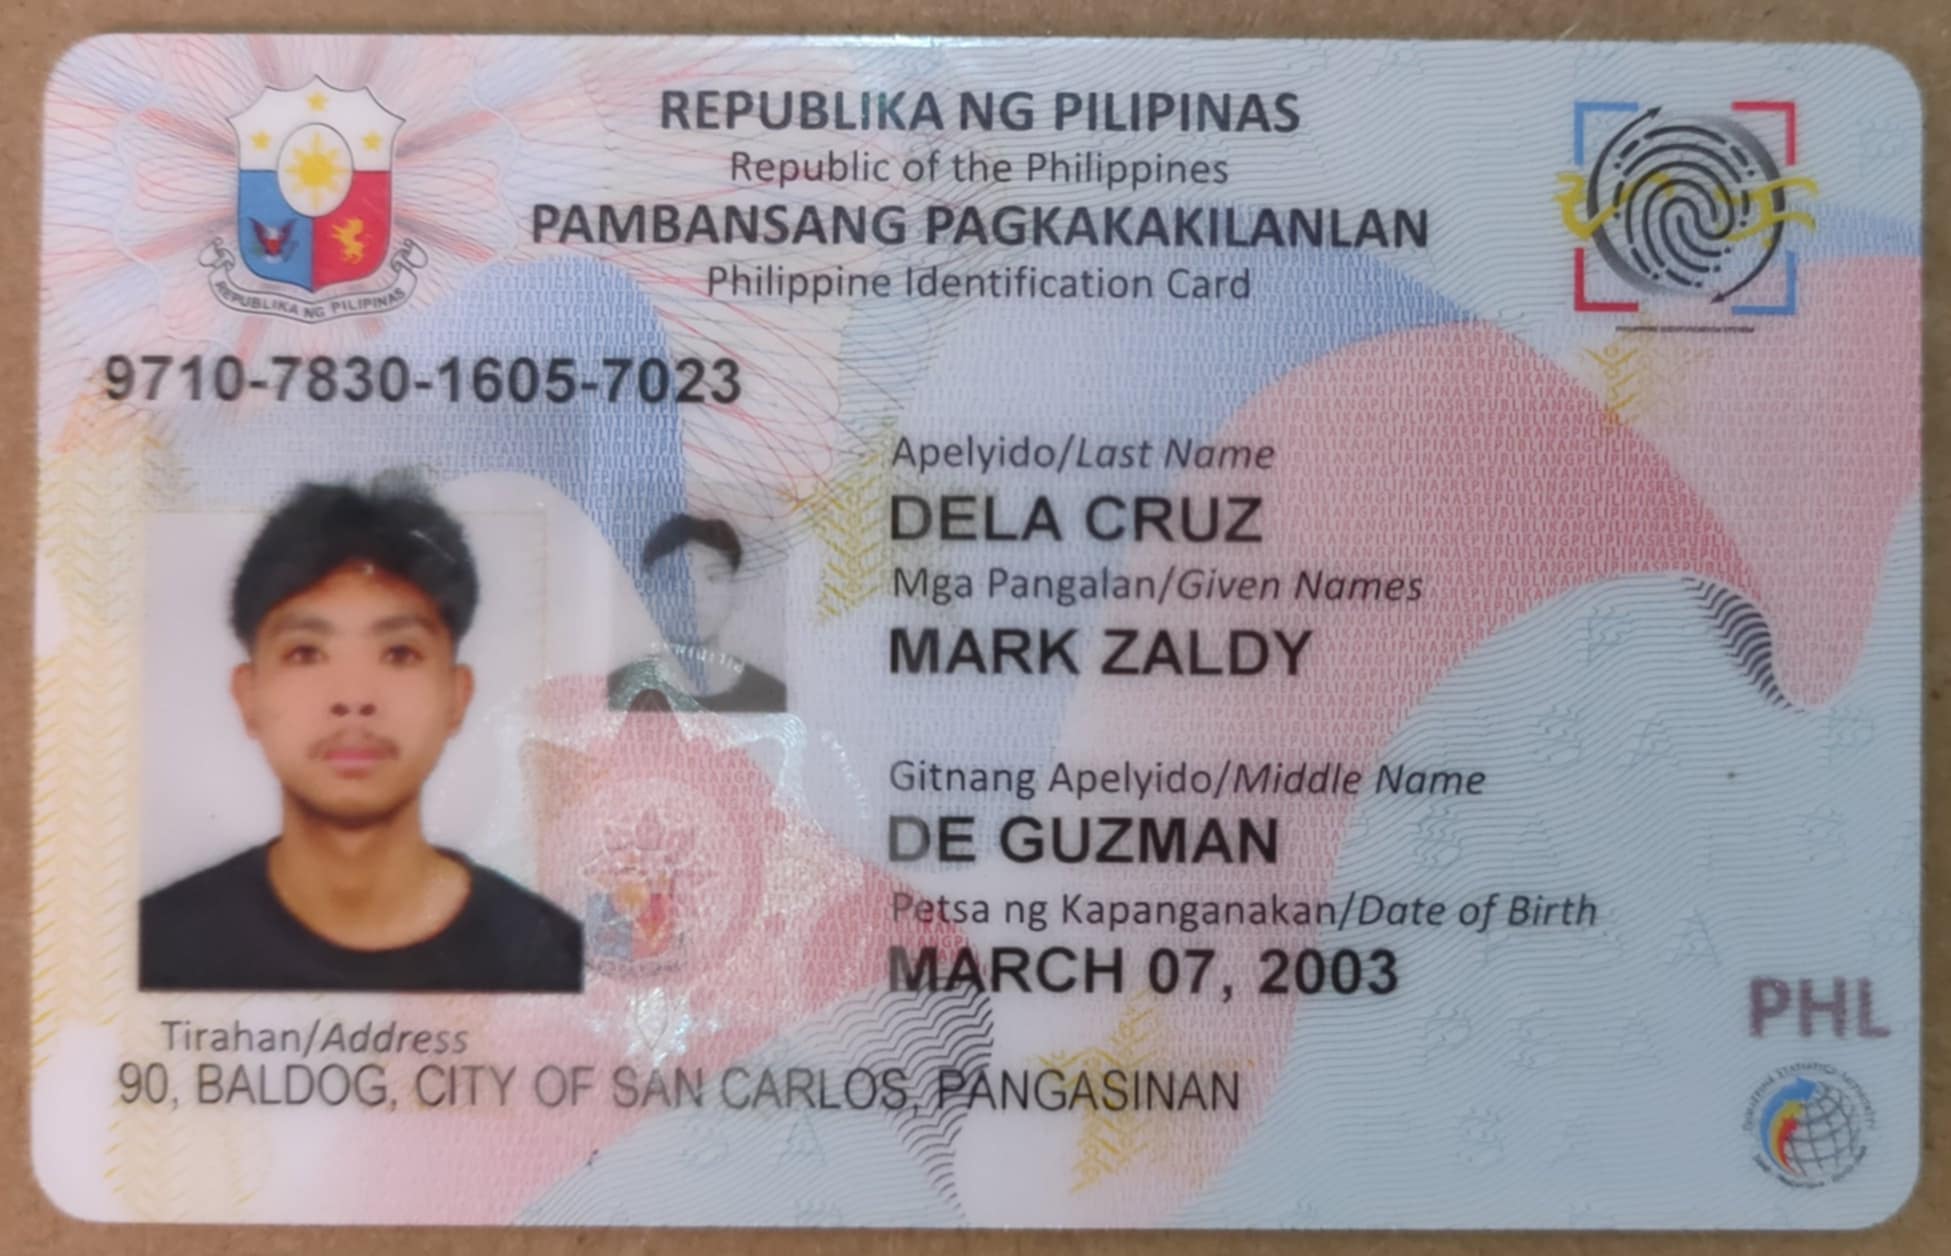 REPUBLIKA NG PILIPINAS
Republic of the Philippines
PAMBANSANG PAGKAKAKILANLAN
Philippine Identification Card
REPUBLIKA NG PILIPINAS
9710-7830-1605-7023
Apelyido/Last Name
DELA CRUZ
Mga Pangalan/Given Names
MARK ZALDY
Gitnang Apelyido/Middle Name
DE GUZMAN
Petsa ng Kapanganakan/Date of Birth
MARCH 07, 2003
PHL
Tirahan/Address
90, BALDOG, CITY OF SAN CARLOS, PANGASINAN